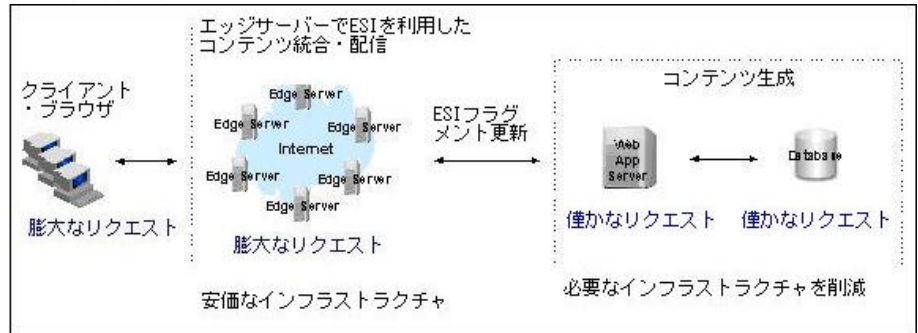 エッジサーバーでESIを利用した
コンテンツ統合・配信
クライアント
・ブラウザ
Edge Server
Edge Server
Edge Server
Internet
Edge Server
Edge Server
Edge Server
膨大なリクエスト
膨大なリクエスト
安価なインフラストラクチャ
ESIフラグ
メント更新
コンテンツ生成
Web
App
Server
Database
僅かなリクエスト
僅かなリクエスト
必要なインフラストラクチャを削減